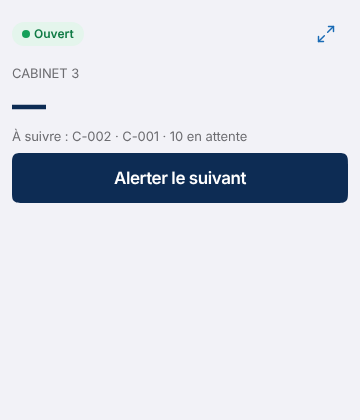 Ouvert
CABINET 3
—
À suivre : C-002 · C-001 · 10 en attente
Alerter le suivant